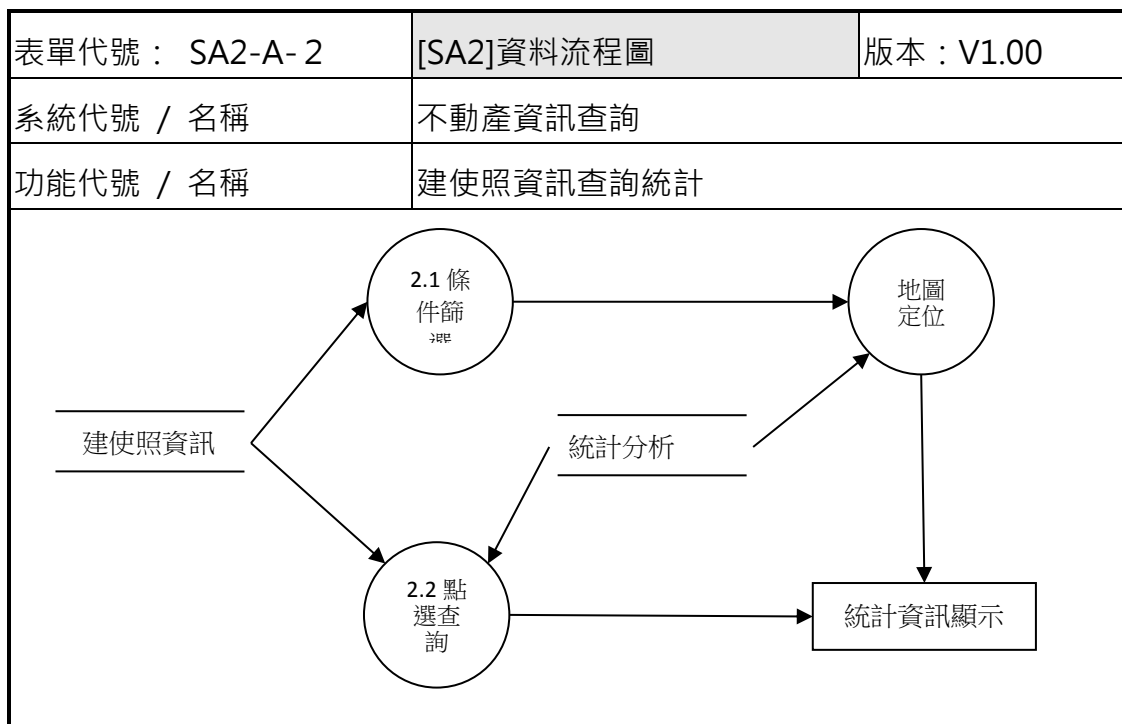 表單代號： SA2-A-２
[SA2]資料流程圖
版本：V1.00
系統代號 / 名稱
不動產資訊查詢
功能代號 / 名稱
建使照資訊查詢統計
2.1 條
件篩
地圖
定位
建使照資訊
統計分析
2.2 點
選查
詢
統計資訊顯示